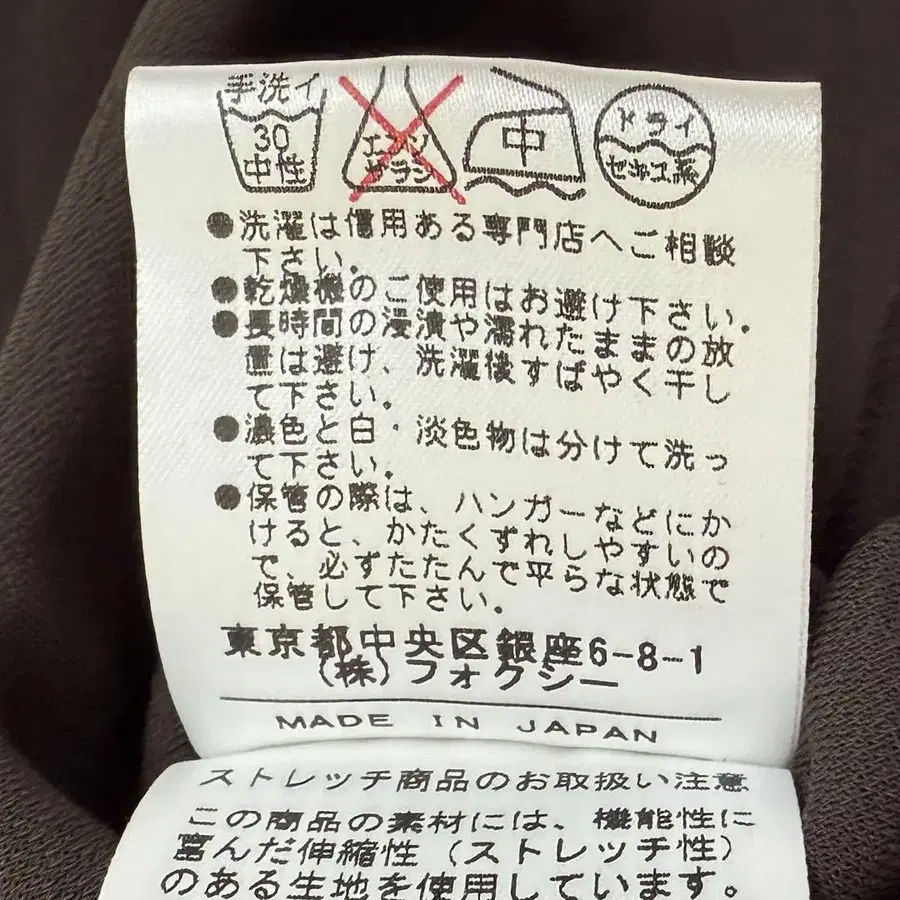 手洗イ
30
中性
エンソ
サラシ
中
ドライ
セキユ系
●洗濯は信用ある専門店へご相談
下さい。
●乾燥機のご使用はお避け下さい。
●長時間の浸漬や濡れたままの放
置は避け、洗濯後すばやく干し
て下さい。
●濃色と白・淡色物は分けて洗っ
て下さい。
●保管の際は、ハンガーなどにか
けると、かたくずれしやすいの
で、必ずたたんで平らな状態で
保管して下さい。
東京都中央区銀座6-8-1
(株)フォクシー
MADE IN JAPAN
ストレッチ商品のお取扱い注意
この商品の素材には、機能性に
富んだ伸縮性(ストレッチ性)
のある生地を使用しています。